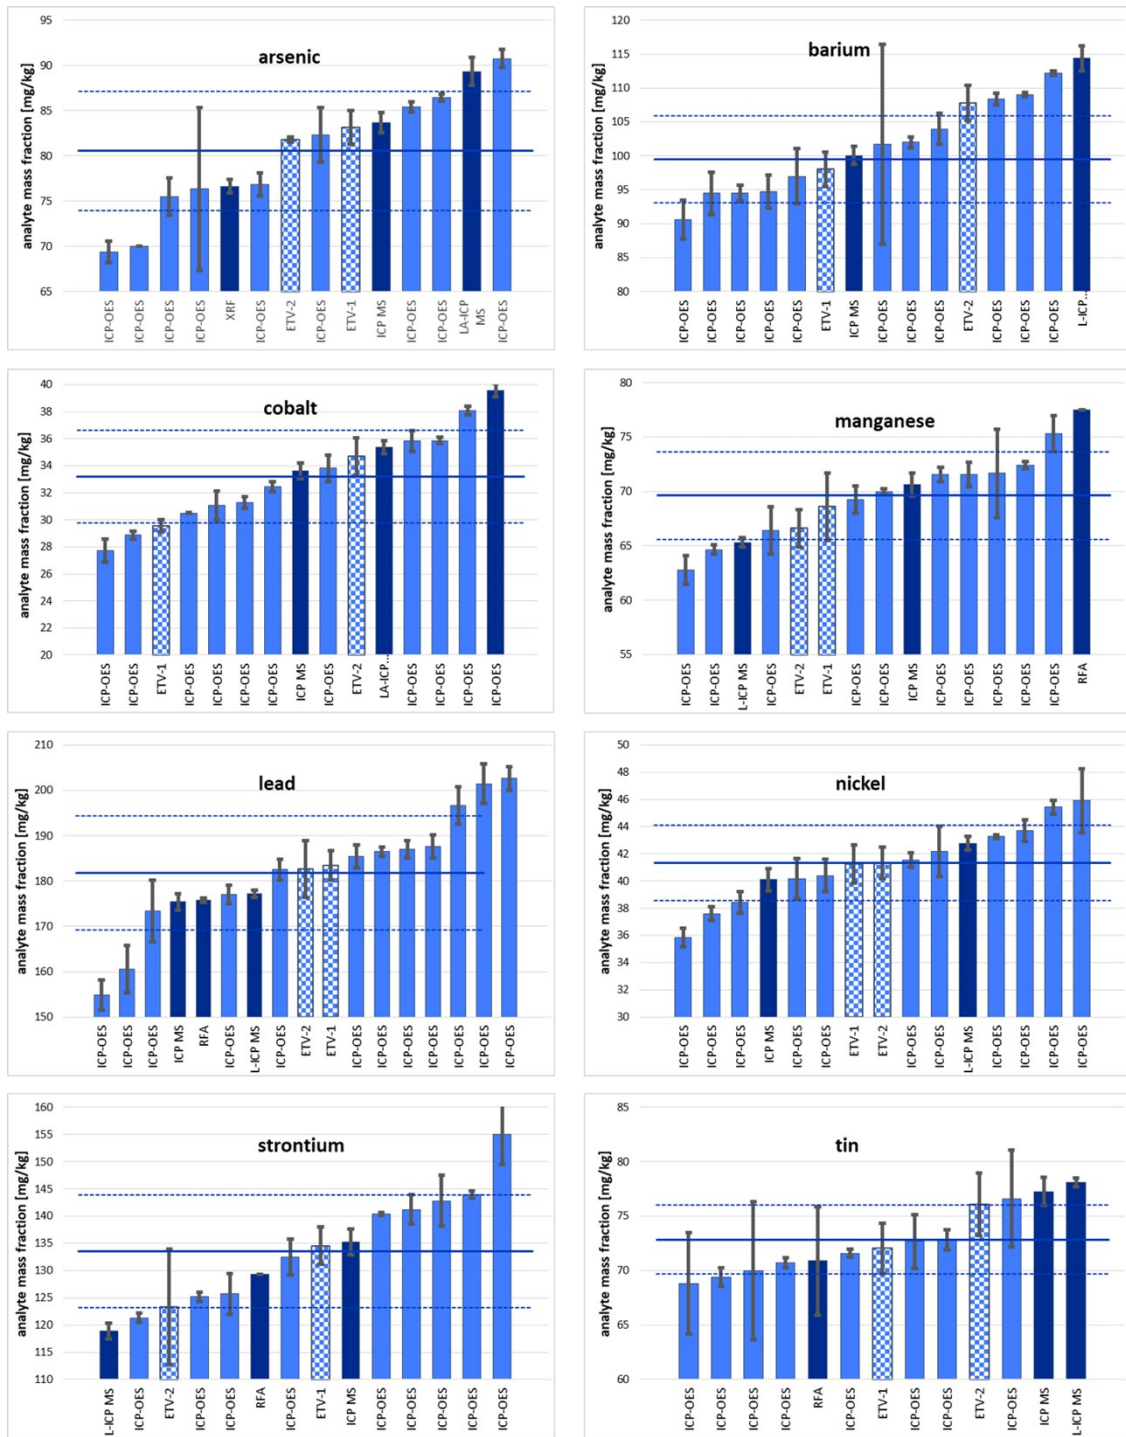 arsenic
analyte mass fraction [mg/kg]
95
90
85
80
75
70
65
ICP-OES
ICP-OES
ICP-OES
ICP-OES
XRF
ICP-OES
ETV-2
ICP-OES
ETV-1
ICP MS
ICP-OES
ICP-OES
LA-ICP
MS
ICP-OES
barium
analyte mass fraction [mg/kg]
120
115
110
105
100
95
90
85
80
ICP-OES
ICP-OES
ICP-OES
ICP-OES
ICP-OES
ETV-1
ICP MS
ICP-OES
ICP-OES
ICP-OES
ETV-2
ICP-OES
ICP-OES
ICP-OES
L-ICP...
cobalt
analyte mass fraction [mg/kg]
40
38
36
34
32
30
28
26
24
22
20
ICP-OES
ICP-OES
ETV-1
ICP-OES
ICP-OES
ICP-OES
ICP-OES
ICP MS
ICP-OES
ETV-2
LA-ICP...
ICP-OES
ICP-OES
ICP-OES
ICP-OES
manganese
analyte mass fraction [mg/kg]
80
75
70
65
60
55
ICP-OES
ICP-OES
L-ICP MS
ICP-OES
ETV-2
ETV-1
ICP-OES
ICP-OES
ICP MS
ICP-OES
ICP-OES
ICP-OES
ICP-OES
ICP-OES
RFA
lead
analyte mass fraction [mg/kg]
210
200
190
180
170
160
150
ICP-OES
ICP-OES
ICP-OES
ICP MS
RFA
ICP-OES
L-ICP MS
ICP-OES
ETV-2
ETV-1
ICP-OES
ICP-OES
ICP-OES
ICP-OES
ICP-OES
ICP-OES
ICP-OES
nickel
analyte mass fraction [mg/kg]
50
48
46
44
42
40
38
36
34
32
30
ICP-OES
ICP-OES
ICP-OES
ICP MS
ICP-OES
ICP-OES
ETV-1
ETV-2
ICP-OES
ICP-OES
L-ICP MS
ICP-OES
ICP-OES
ICP-OES
ICP-OES
strontium
analyte mass fraction [mg/kg]
160
155
150
145
140
135
130
125
120
115
110
L-ICP MS
ICP-OES
ETV-2
ICP-OES
ICP-OES
RFA
ICP-OES
ETV-1
ICP MS
ICP-OES
ICP-OES
ICP-OES
ICP-OES
ICP-OES
tin
analyte mass fraction [mg/kg]
85
80
75
70
65
60
ICP-OES
ICP-OES
ICP-OES
ICP-OES
RFA
ICP-OES
ETV-1
ICP-OES
ICP-OES
ETV-2
ICP-OES
ICP MS
L-ICP MS